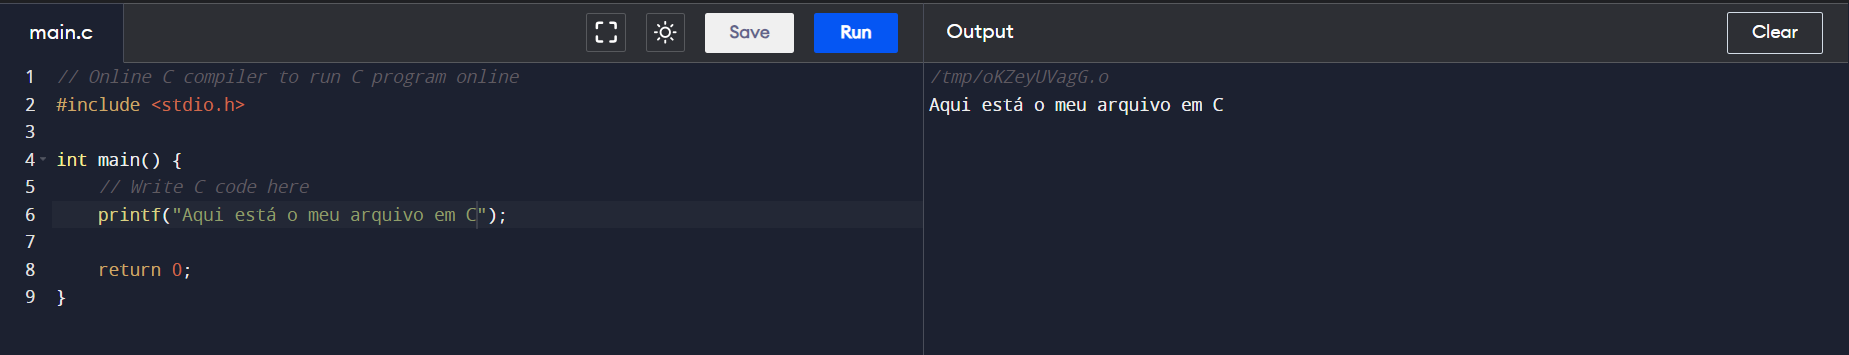 main.c
Save
Run
Output
Clear
1 // Online C compiler to run C program online
2 #include <stdio.h>
3
4 int main() {
5     // Write C code here
6     printf("Aqui está o meu arquivo em C");
7
8     return 0;
9 }
/tmp/oKZeyUVagG.o
Aqui está o meu arquivo em C